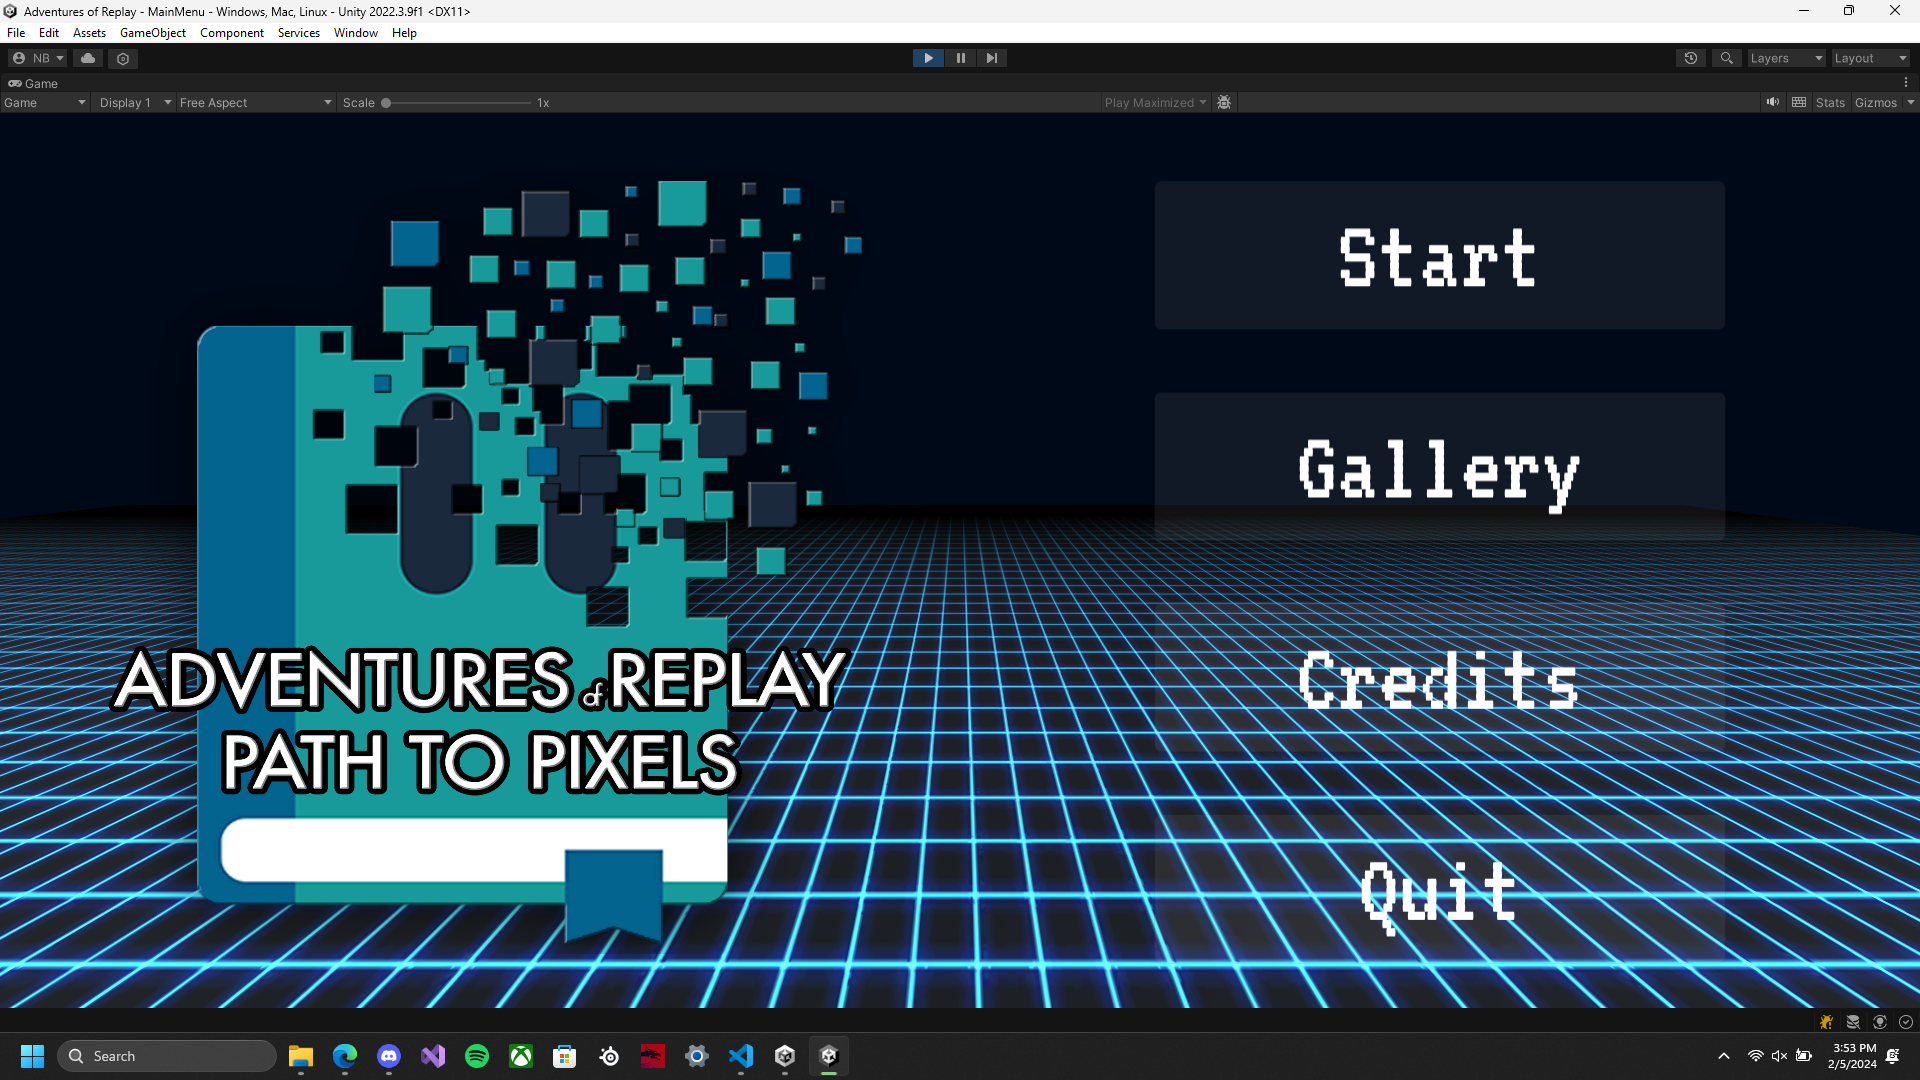 Adventures of Replay - MainMenu - Windows, Mac, Linux - Unity 2022.3.9f1 <DX11>
File Edit Assets GameObject Component Services Window Help
NB Layers Layout
Game
Game Display 1 Free Aspect Scale 1x Play Maximized Stats Gizmos
Start
Gallery
Credits
Quit
ADVENTURES of REPLAY
PATH TO PIXELS
Search
3:53 PM
2/5/2024